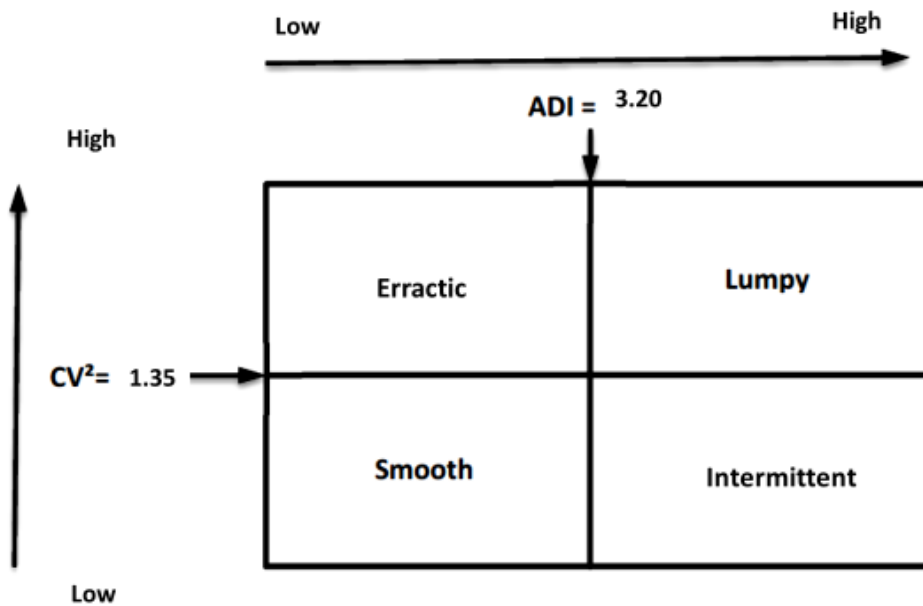 Low
High
ADI = 3.20
High
Erractic
Lumpy
CV²= 1.35
Smooth
Intermittent
Low